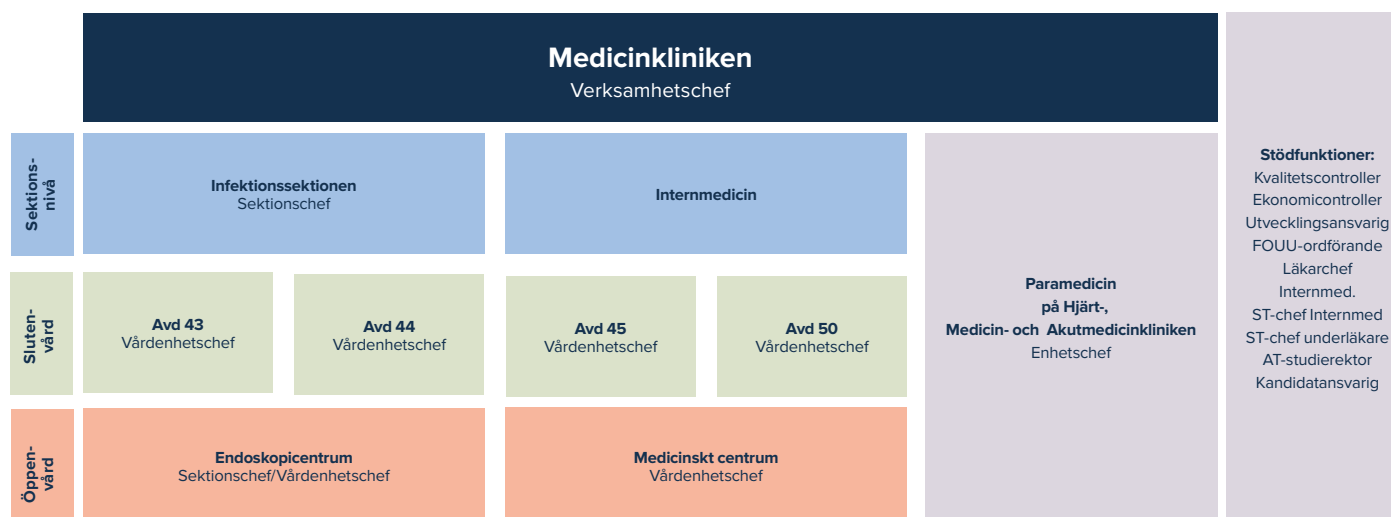 Medicinkliniken
Verksamhetschef
Sektions-
nivå
Infektionssektionen
Sektionschef
Internmedicin
Sluten-
vård
Avd 43
Vårdenhetschef
Avd 44
Vårdenhetschef
Avd 45
Vårdenhetschef
Avd 50
Vårdenhetschef
Öppen-
vård
Endoskopicentrum
Sektionschef/Vårdenhetschef
Medicinskt centrum
Vårdenhetschef
Paramedicin
på Hjärt-,
Medicin- och Akutmedicinkliniken
Enhetschef
Stödfunktioner:
Kvalitetscontroller
Ekonomicontroller
Utvecklingsansvarig
FOUU-ordförande
Läkarchef
Internmed.
ST-chef Internmed
ST-chef underläkare
AT-studierektor
Kandidatansvarig